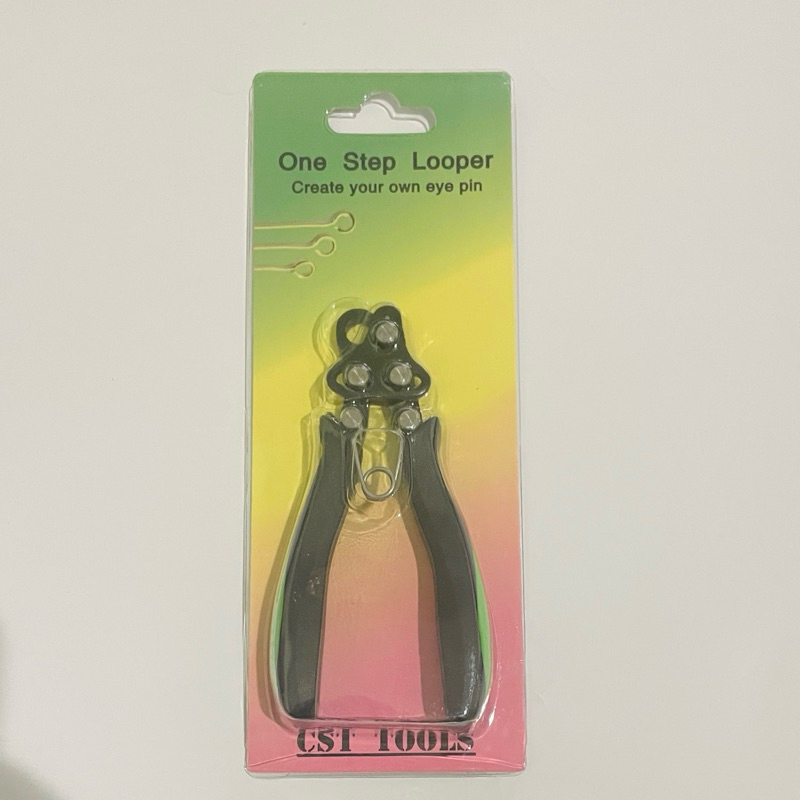 One Step Looper
Create your own eye pin
CST TOOLS